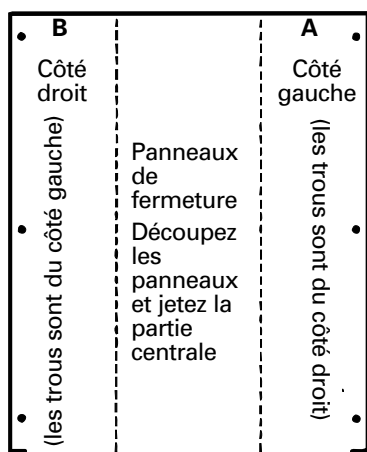 B
Côté
droit
(les trous sont du côté gauche)
Panneaux
de
fermeture
Découpez
les
panneaux
et jetez la
partie
centrale
A
Côté
gauche
(les trous sont du côté droit)